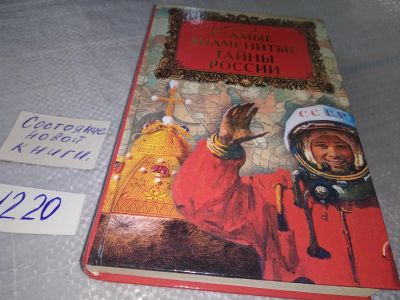 САМЫЕ
ЗНАМЕНИТЫЕ
ТАЙНЫ
РОССИИ
СССР
Состояние
новой
книги.
220